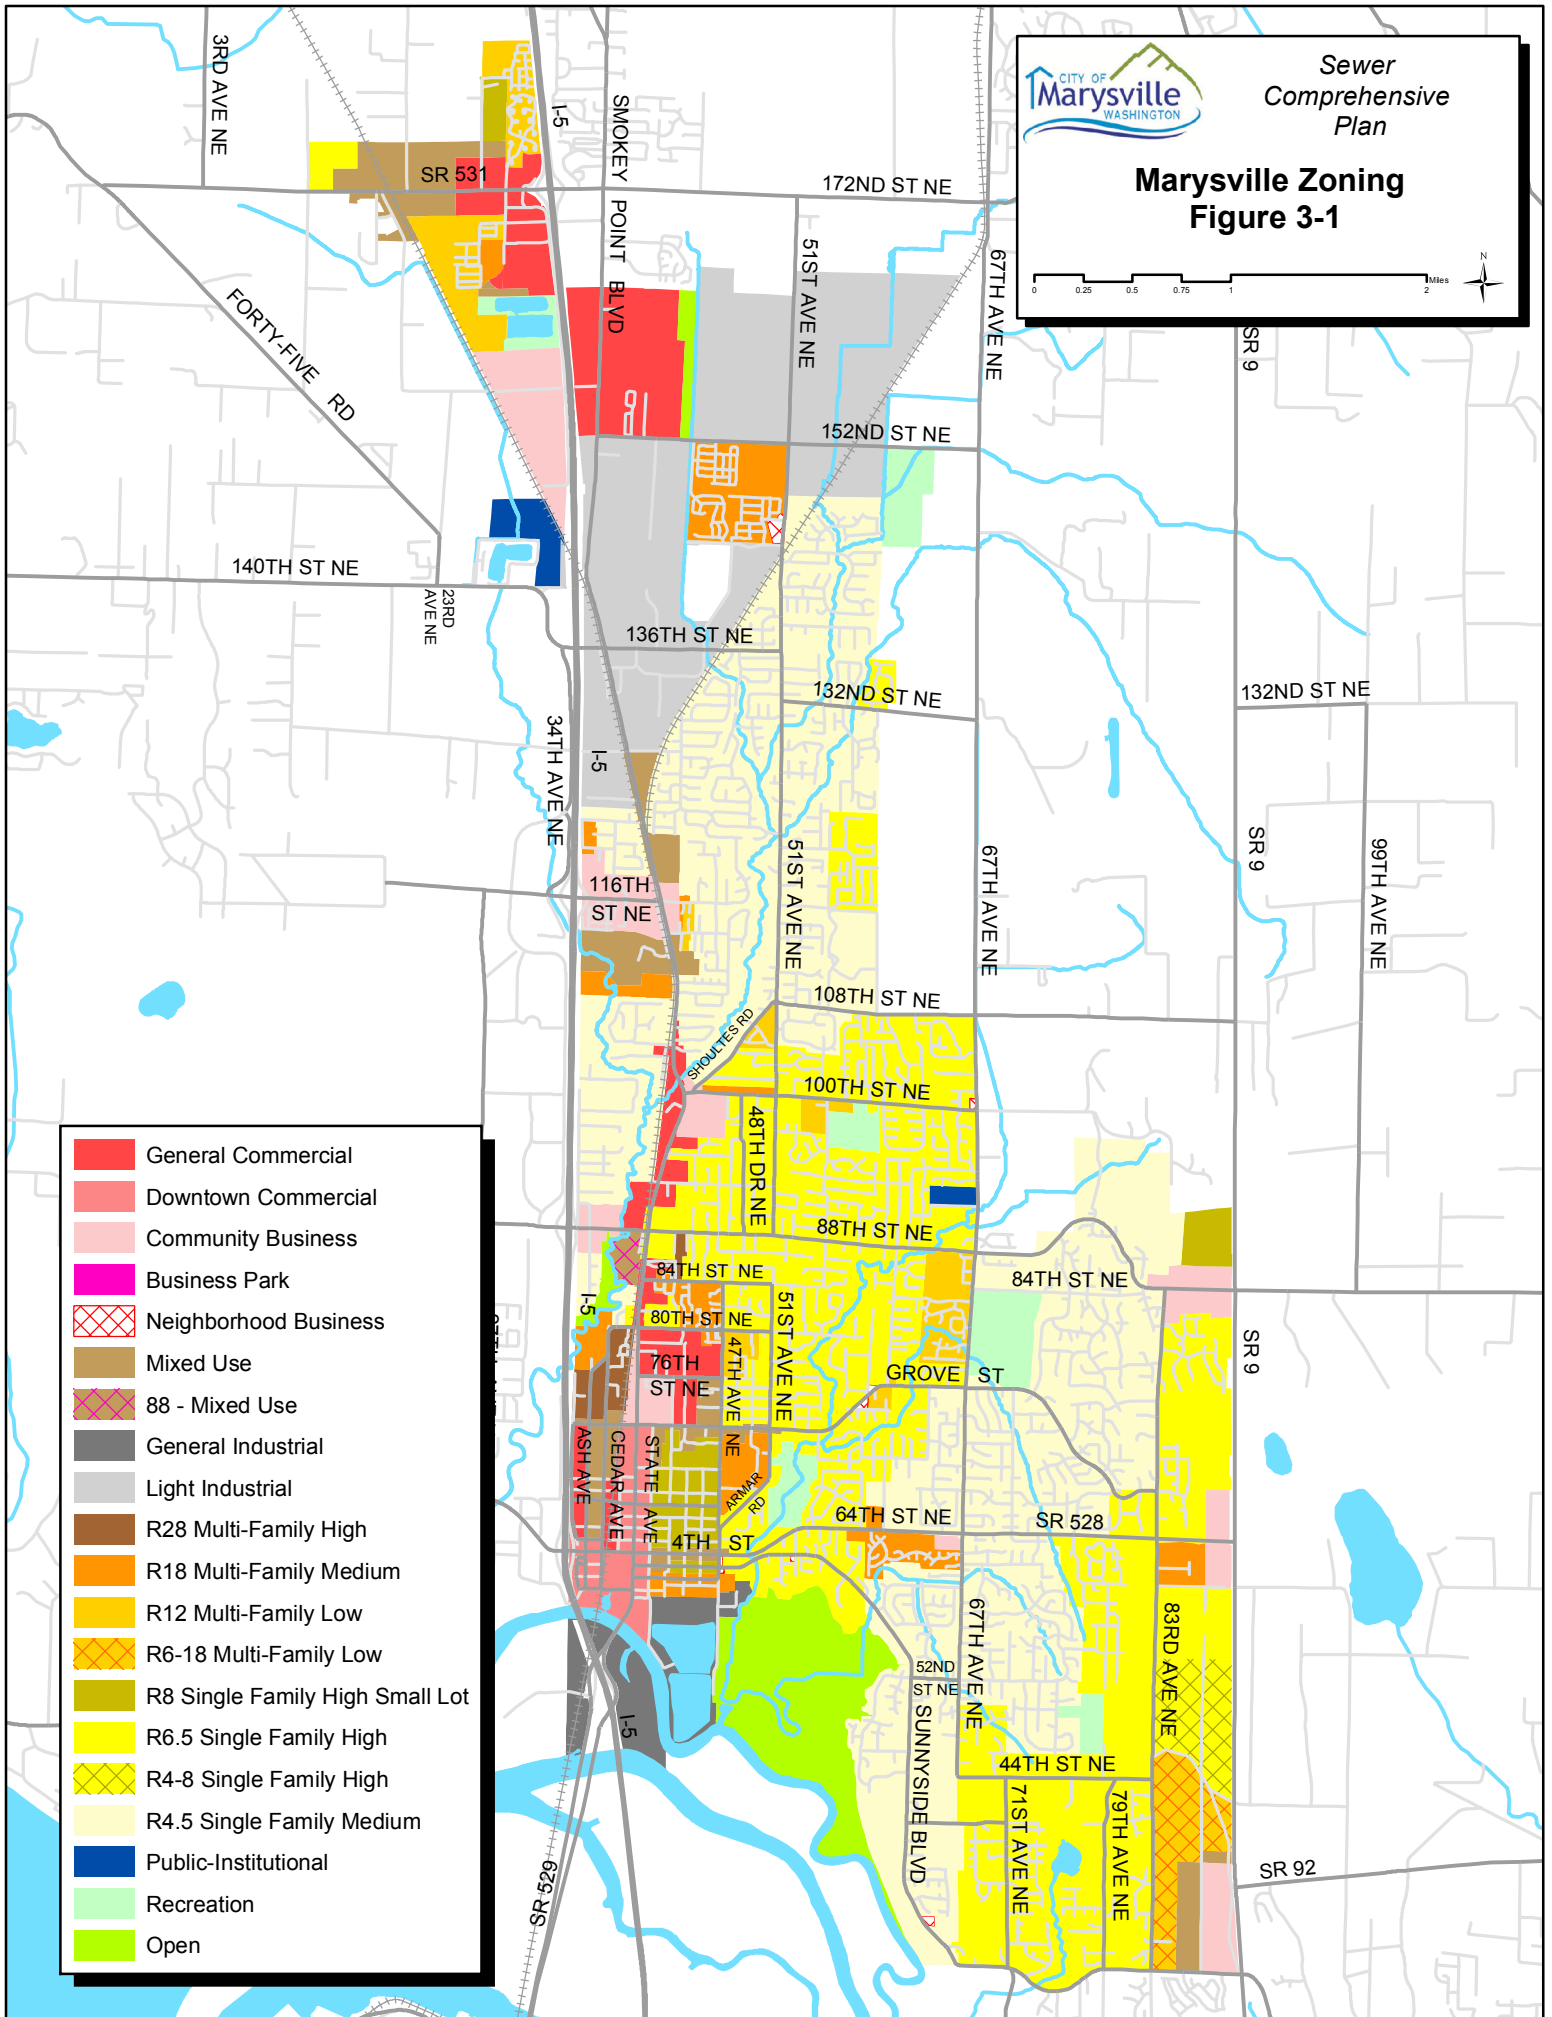 CITY OF
Marysville
WASHINGTON
Sewer
Comprehensive
Plan
Marysville Zoning
Figure 3-1
0 0.25 0.5 0.75 1 2 Miles
N
3RD AVE NE
I-5
SMOKEY POINT BLVD
SR 531
172ND ST NE
51ST AVE NE
67TH AVE NE
SR 9
FORTY-FIVE RD
152ND ST NE
140TH ST NE
23RD
AVE NE
136TH ST NE
132ND ST NE
132ND ST NE
34TH AVE NE
I-5
51ST AVE NE
67TH AVE NE
SR 9
99TH AVE NE
116TH
ST NE
108TH ST NE
SHOULTES RD
100TH ST NE
48TH DR NE
88TH ST NE
84TH ST NE
84TH ST NE
I-5
80TH ST NE
51ST AVE NE
47TH AVE NE
76TH
ST NE
GROVE ST
SR 9
ASH AVE
CEDAR AVE
STATE AVE
ARMAR
RD
64TH ST NE
SR 528
4TH ST
83RD AVE NE
67TH AVE NE
52ND
ST NE
SUNNYSIDE BLVD
I-5
44TH ST NE
71ST AVE NE
79TH AVE NE
SR 92
SR 529
General Commercial
Downtown Commercial
Community Business
Business Park
Neighborhood Business
Mixed Use
88 - Mixed Use
General Industrial
Light Industrial
R28 Multi-Family High
R18 Multi-Family Medium
R12 Multi-Family Low
R6-18 Multi-Family Low
R8 Single Family High Small Lot
R6.5 Single Family High
R4-8 Single Family High
R4.5 Single Family Medium
Public-Institutional
Recreation
Open